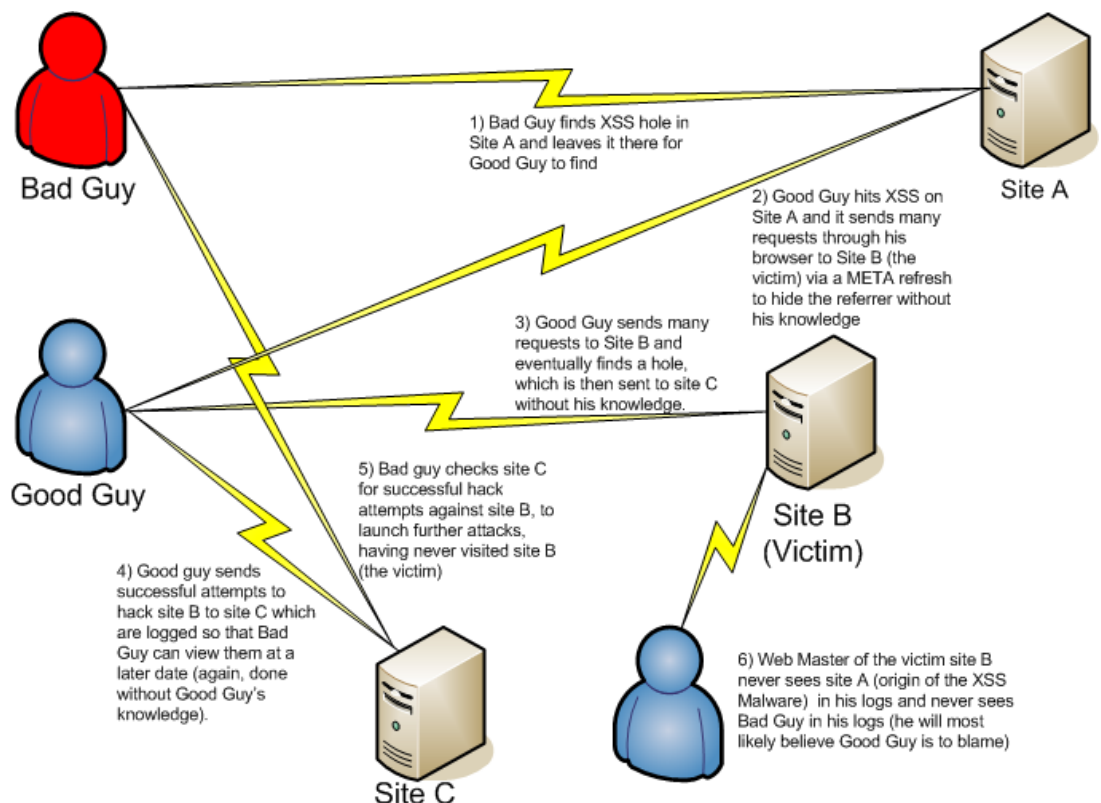 Bad Guy
1) Bad Guy finds XSS hole in
Site A and leaves it there for
Good Guy to find
Site A
2) Good Guy hits XSS on
Site A and it sends many
requests through his
browser to Site B (the
victim) via a META refresh
to hide the referrer without
his knowledge
3) Good Guy sends many
requests to Site B and
eventually finds a hole,
which is then sent to site C
without his knowledge.
Good Guy
Site B
(Victim)
5) Bad guy checks site C
for successful hack
attempts against site B, to
launch further attacks,
having never visited site B
(the victim)
4) Good guy sends
successful attempts to
hack site B to site C which
are logged so that Bad
Guy can view them at a
later date (again, done
without Good Guy's
knowledge).
Site C
6) Web Master of the victim site B
never sees site A (origin of the XSS
Malware) in his logs and never sees
Bad Guy in his logs (he will most
likely believe Good Guy is to blame)